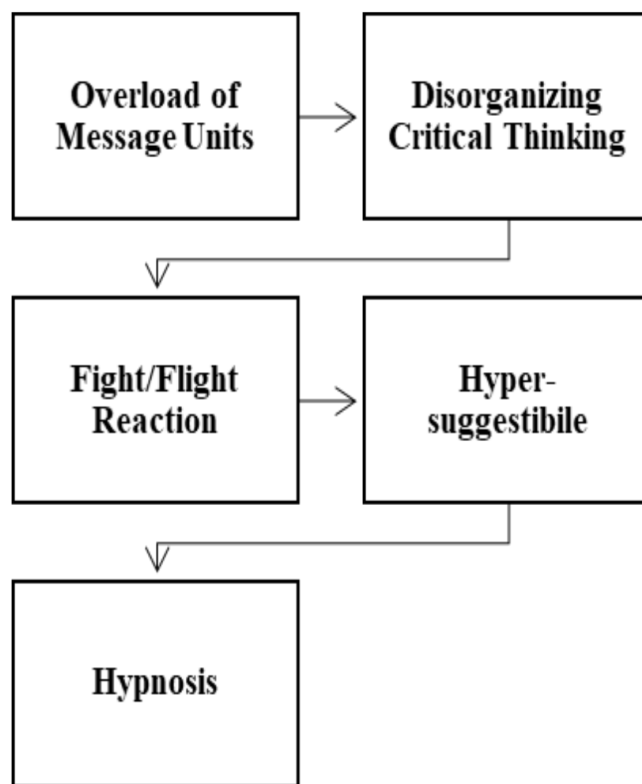 Overload of
Message Units
Disorganizing
Critical Thinking
Fight/Flight
Reaction
Hyper-
suggestibile
Hypnosis